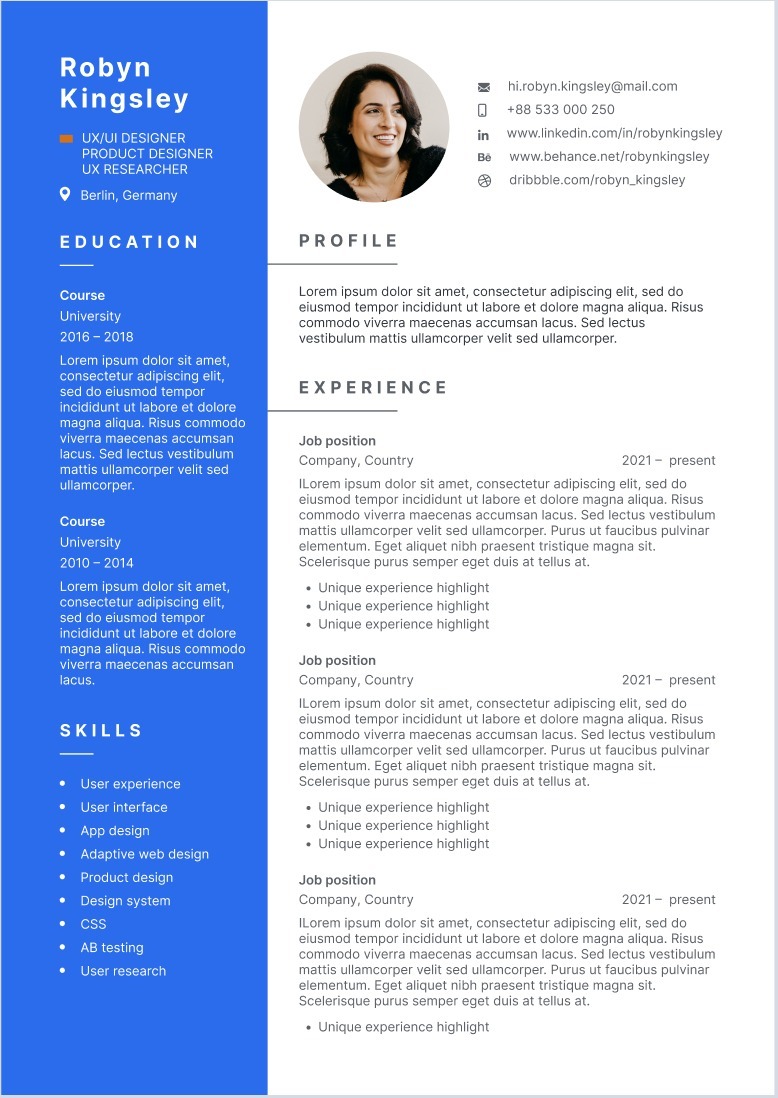 Robyn
Kingsley
UX/UI DESIGNER
PRODUCT DESIGNER
UX RESEARCHER
Berlin, Germany
EDUCATION
Course
University
2016 – 2018
Lorem ipsum dolor sit amet,
consectetur adipiscing elit,
sed do eiusmod tempor
incididunt ut labore et dolore
magna aliqua. Risus commodo
viverra maecenas accumsan
lacus. Sed lectus vestibulum
mattis ullamcorper velit sed
ullamcorper.
Course
University
2010 – 2014
Lorem ipsum dolor sit amet,
consectetur adipiscing elit,
sed do eiusmod tempor
incididunt ut labore et dolore
magna aliqua. Risus commodo
viverra maecenas accumsan
lacus.
SKILLS
• User experience
• User interface
• App design
• Adaptive web design
• Product design
• Design system
• CSS
• AB testing
• User research
hi.robyn.kingsley@mail.com
+88 533 000 250
in www.linkedin.com/in/robynkingsley
Bē www.behance.net/robynkingsley
dribbble.com/robyn_kingsley
PROFILE
Lorem ipsum dolor sit amet, consectetur adipiscing elit, sed do
eiusmod tempor incididunt ut labore et dolore magna aliqua. Risus
commodo viverra maecenas accumsan lacus. Sed lectus
vestibulum mattis ullamcorper velit sed ullamcorper.
EXPERIENCE
Job position
Company, Country 2021 – present
ILorem ipsum dolor sit amet, consectetur adipiscing elit, sed do
eiusmod tempor incididunt ut labore et dolore magna aliqua. Risus
commodo viverra maecenas accumsan lacus. Sed lectus vestibulum
mattis ullamcorper velit sed ullamcorper. Purus ut faucibus pulvinar
elementum. Eget aliquet nibh praesent tristique magna sit.
Scelerisque purus semper eget duis at tellus at.
• Unique experience highlight
• Unique experience highlight
• Unique experience highlight
Job position
Company, Country 2021 – present
ILorem ipsum dolor sit amet, consectetur adipiscing elit, sed do
eiusmod tempor incididunt ut labore et dolore magna aliqua. Risus
commodo viverra maecenas accumsan lacus. Sed lectus vestibulum
mattis ullamcorper velit sed ullamcorper. Purus ut faucibus pulvinar
elementum. Eget aliquet nibh praesent tristique magna sit.
Scelerisque purus semper eget duis at tellus at.
• Unique experience highlight
• Unique experience highlight
• Unique experience highlight
Job position
Company, Country 2021 – present
ILorem ipsum dolor sit amet, consectetur adipiscing elit, sed do
eiusmod tempor incididunt ut labore et dolore magna aliqua. Risus
commodo viverra maecenas accumsan lacus. Sed lectus vestibulum
mattis ullamcorper velit sed ullamcorper. Purus ut faucibus pulvinar
elementum. Eget aliquet nibh praesent tristique magna sit.
Scelerisque purus semper eget duis at tellus at.
• Unique experience highlight